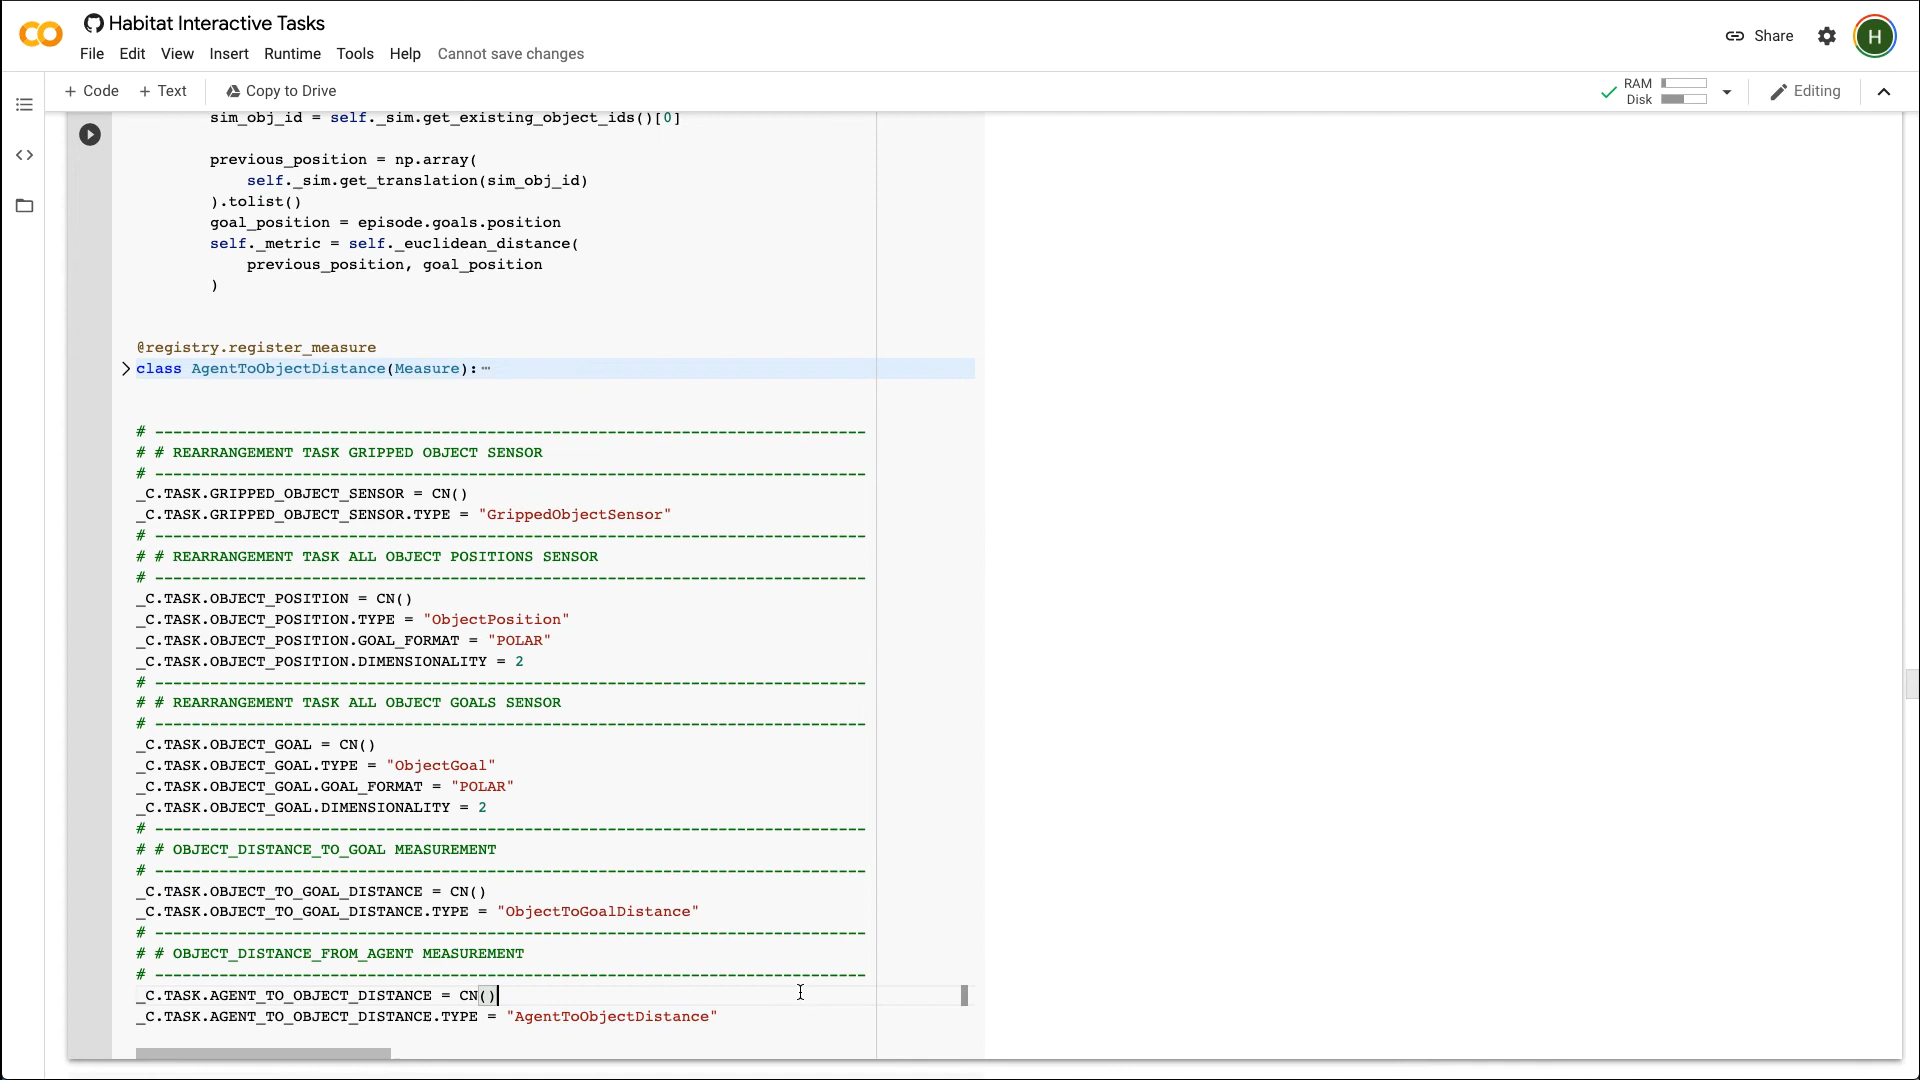 Habitat Interactive Tasks
File Edit View Insert Runtime Tools Help Cannot save changes
Share
H
+ Code + Text Copy to Drive
RAM
Disk
Editing
sim_obj_id = self._sim.get_existing_object_ids()[0]
previous_position = np.array(
self._sim.get_translation(sim_obj_id)
).tolist()
goal_position = episode.goals.position
self._metric = self._euclidean_distance(
previous_position, goal_position
)
@registry.register_measure
class AgentToObjectDistance(Measure):⋯
# -----------------------------------------------------------------------------
# # REARRANGEMENT TASK GRIPPED OBJECT SENSOR
# -----------------------------------------------------------------------------
_C.TASK.GRIPPED_OBJECT_SENSOR = CN()
_C.TASK.GRIPPED_OBJECT_SENSOR.TYPE = "GrippedObjectSensor"
# -----------------------------------------------------------------------------
# # REARRANGEMENT TASK ALL OBJECT POSITIONS SENSOR
# -----------------------------------------------------------------------------
_C.TASK.OBJECT_POSITION = CN()
_C.TASK.OBJECT_POSITION.TYPE = "ObjectPosition"
_C.TASK.OBJECT_POSITION.GOAL_FORMAT = "POLAR"
_C.TASK.OBJECT_POSITION.DIMENSIONALITY = 2
# -----------------------------------------------------------------------------
# # REARRANGEMENT TASK ALL OBJECT GOALS SENSOR
# -----------------------------------------------------------------------------
_C.TASK.OBJECT_GOAL = CN()
_C.TASK.OBJECT_GOAL.TYPE = "ObjectGoal"
_C.TASK.OBJECT_GOAL.GOAL_FORMAT = "POLAR"
_C.TASK.OBJECT_GOAL.DIMENSIONALITY = 2
# -----------------------------------------------------------------------------
# # OBJECT_DISTANCE_TO_GOAL MEASUREMENT
# -----------------------------------------------------------------------------
_C.TASK.OBJECT_TO_GOAL_DISTANCE = CN()
_C.TASK.OBJECT_TO_GOAL_DISTANCE.TYPE = "ObjectToGoalDistance"
# -----------------------------------------------------------------------------
# # OBJECT_DISTANCE_FROM_AGENT MEASUREMENT
# -----------------------------------------------------------------------------
_C.TASK.AGENT_TO_OBJECT_DISTANCE = CN()
_C.TASK.AGENT_TO_OBJECT_DISTANCE.TYPE = "AgentToObjectDistance"